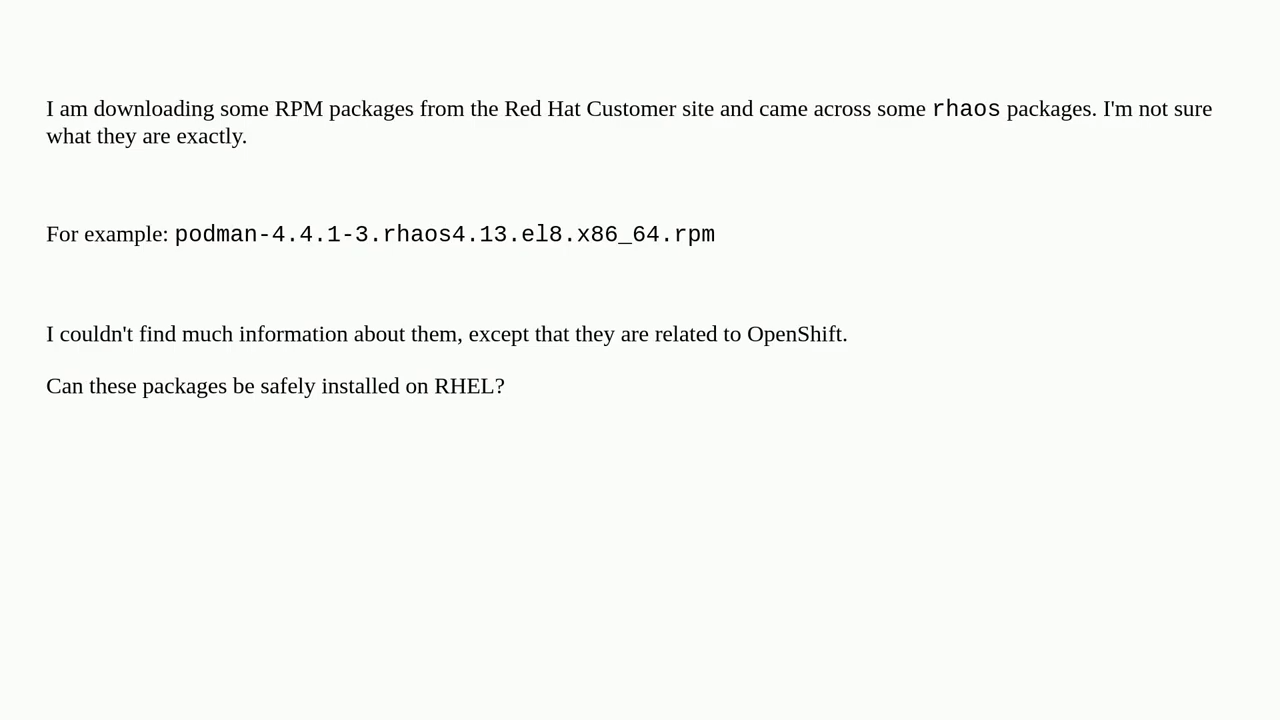 I am downloading some RPM packages from the Red Hat Customer site and came across some rhaos packages. I'm not sure
what they are exactly.
For example: podman-4.4.1-3.rhaos4.13.el8.x86_64.rpm
I couldn't find much information about them, except that they are related to OpenShift.
Can these packages be safely installed on RHEL?